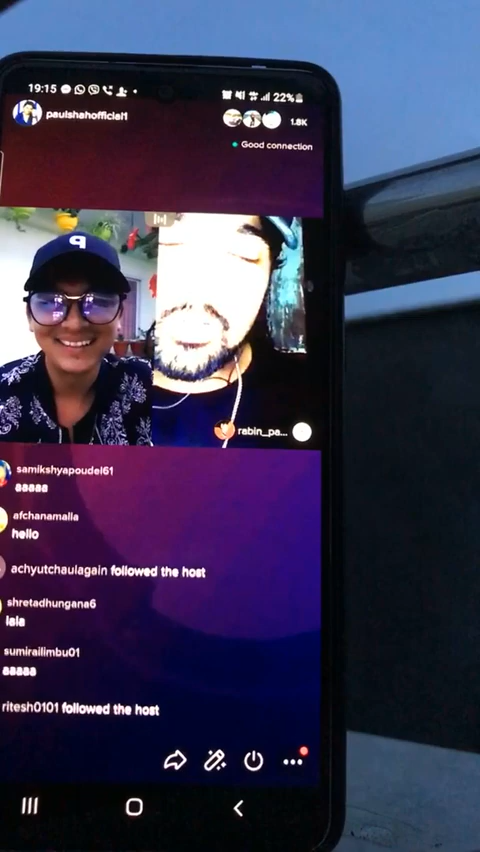 19:15
22%
paulshahofficial1
1.8K
Good connection
q
rabin_pa...
samikshyapoudel61
aaaaa
afchanamalla
hello
achyutchaulagain followed the host
shretadhungana6
lala
sumirailimbu01
aaaaa
ritesh0101 followed the host